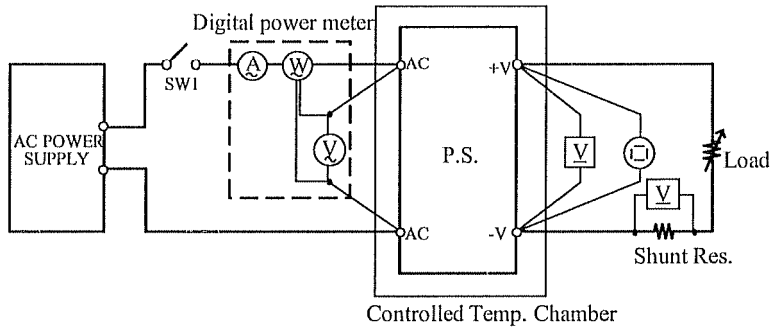 Digital power meter
SW1
A
W
V
AC POWER
SUPPLY
AC
AC
P.S.
+V
-V
V
Load
V
Shunt Res.
Controlled Temp. Chamber